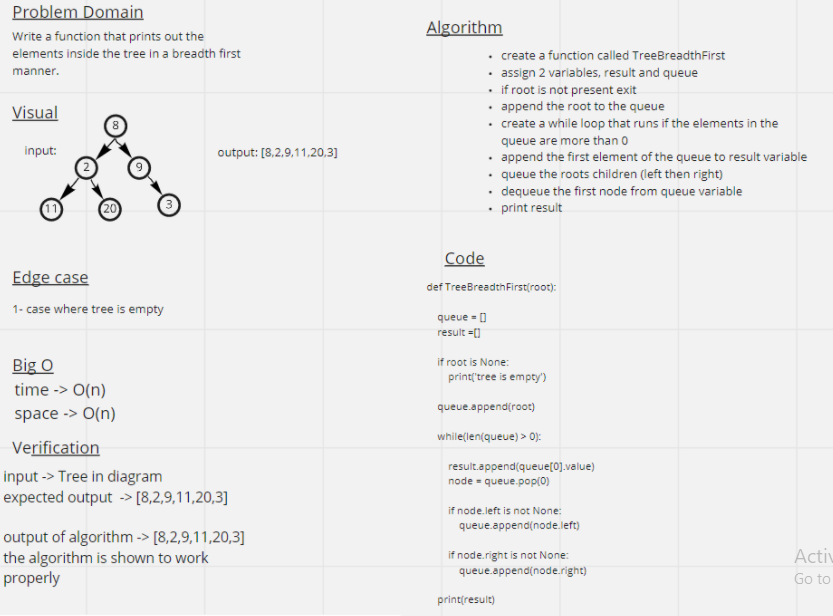 Problem Domain
Write a function that prints out the
elements inside the tree in a breadth first
manner.
Visual
input:
8
2
9
11
20
3
output: [8,2,9,11,20,3]
Edge case
1- case where tree is empty
Big O
time -> O(n)
space -> O(n)
Verification
input -> Tree in diagram
expected output -> [8,2,9,11,20,3]
output of algorithm -> [8,2,9,11,20,3]
the algorithm is shown to work
properly
Algorithm
• create a function called TreeBreadthFirst
• assign 2 variables, result and queue
• if root is not present exit
• append the root to the queue
• create a while loop that runs if the elements in the
queue are more than 0
• append the first element of the queue to result variable
• queue the roots children (left then right)
• dequeue the first node from queue variable
• print result
Code
def TreeBreadthFirst(root):
queue = []
result =[]
if root is None:
print('tree is empty')
queue.append(root)
while(len(queue) > 0):
result.append(queue[0].value)
node = queue.pop(0)
if node.left is not None:
queue.append(node.left)
if node.right is not None:
queue.append(node.right)
print(result)
Activ
Go to